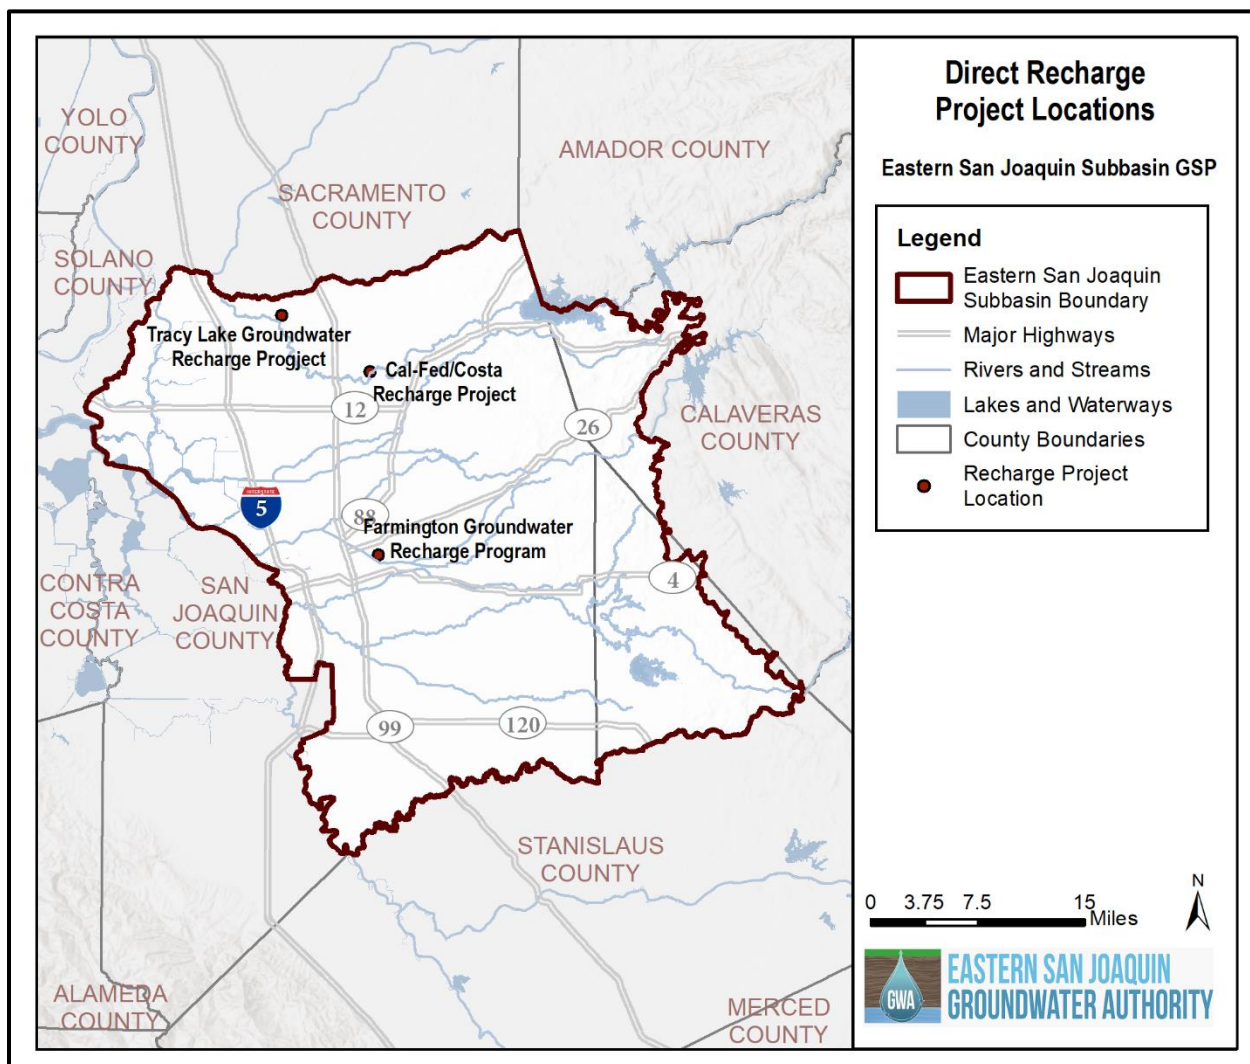 Direct Recharge
Project Locations
Eastern San Joaquin Subbasin GSP
Legend
Eastern San Joaquin
Subbasin Boundary
Major Highways
Rivers and Streams
Lakes and Waterways
County Boundaries
Recharge Project
Location
YOLO
COUNTY
AMADOR COUNTY
SACRAMENTO
COUNTY
SOLANO
COUNTY
Tracy Lake Groundwater
Recharge Progject
Cal-Fed/Costa
Recharge Project
12
26
CALAVERAS
COUNTY
INTERSTATE
5
88
Farmington Groundwater
Recharge Program
4
CONTRA
COSTA
COUNTY
SAN
JOAQUIN
COUNTY
99
120
STANISLAUS
COUNTY
ALAMEDA
COUNTY
MERCED
COUNTY
N
0 3.75 7.5 15
Miles
GWA
EASTERN SAN JOAQUIN
GROUNDWATER AUTHORITY